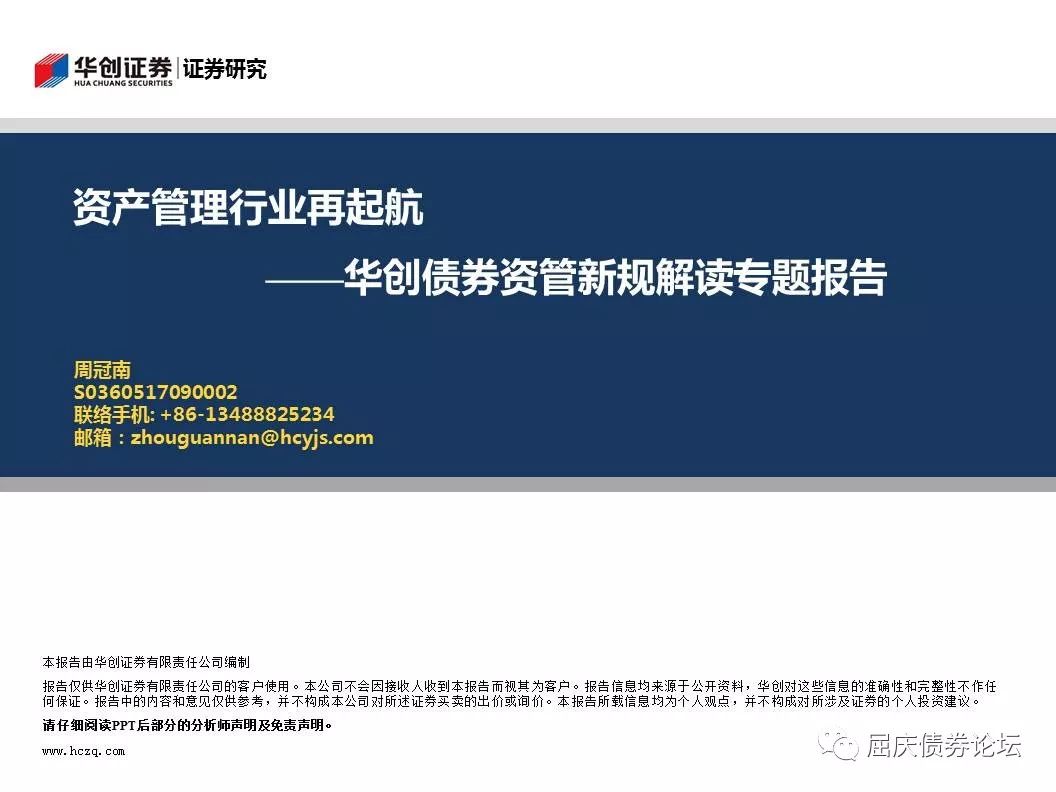 华创证券 | 证券研究
HUA CHUANG SECURITIES
资产管理行业再起航
——华创债券资管新规解读专题报告
周冠南
S0360517090002
联络手机: +86-13488825234
邮箱：zhouguannan@hcyjs.com
本报告由华创证券有限责任公司编制
报告仅供华创证券有限责任公司的客户使用。本公司不会因接收人收到本报告而视其为客户。报告信息均来源于公开资料，华创对这些信息的准确性和完整性不作任
何保证。报告中的内容和意见仅供参考，并不构成本公司对所述证券买卖的出价或询价。本报告所载信息均为个人观点，并不构成对所涉及证券的个人投资建议。
请仔细阅读PPT后部分的分析师声明及免责声明。
www.hczq.com
屈庆债券论坛